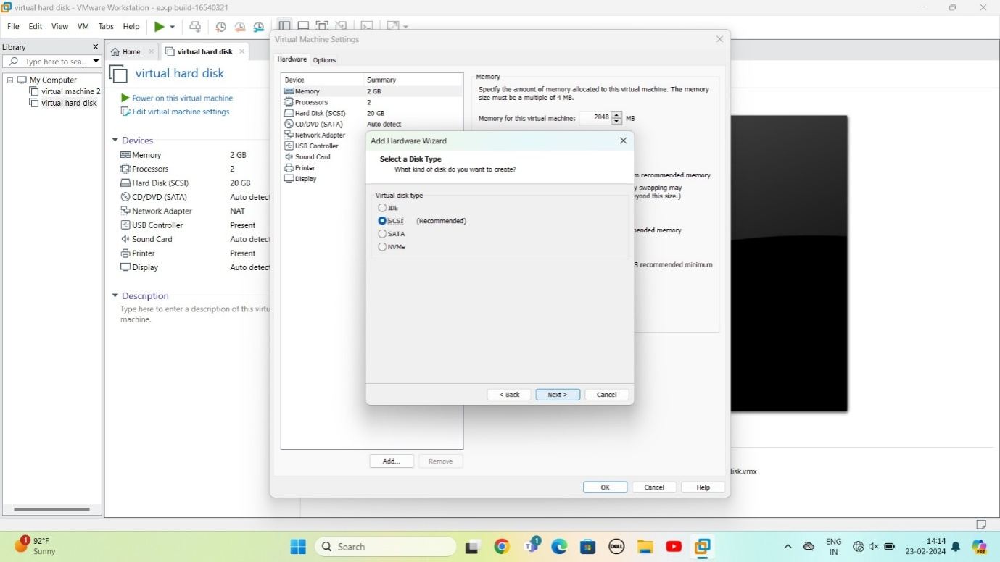 virtual hard disk - VMware Workstation - e.x.p build-16540321
File Edit View VM Tabs Help
Library
Type here to sea...
My Computer
virtual machine 2
virtual hard disk
Home
virtual hard disk
virtual hard disk
Power on this virtual machine
Edit virtual machine settings
Devices
Memory 2 GB
Processors 2
Hard Disk (SCSI) 20 GB
CD/DVD (SATA) Auto detect
Network Adapter NAT
USB Controller Present
Sound Card Auto detect
Printer Present
Display Auto detect
Description
Type here to enter a description of this virtu
machine.
Virtual Machine Settings
Hardware Options
Device Summary
Memory 2 GB
Processors 2
Hard Disk (SCSI) 20 GB
CD/DVD (SATA) Auto detect
Network Adapter
USB Controller
Sound Card
Printer
Display
Memory
Specify the amount of memory allocated to this virtual machine. The memory
size must be a multiple of 4 MB.
Memory for this virtual machine: 2048 MB
m recommended memory
y swapping may
eyond this size.)
mended memory
S recommended minimum
Add Hardware Wizard
Select a Disk Type
What kind of disk do you want to create?
Virtual disk type
IDE
SCSI (Recommended)
SATA
NVMe
< Back Next > Cancel
Add... Remove
OK Cancel Help
disk.vmx
1
92°F
Sunny
Search
1
DELL
ENG
IN
14:14
23-02-2024
PRE